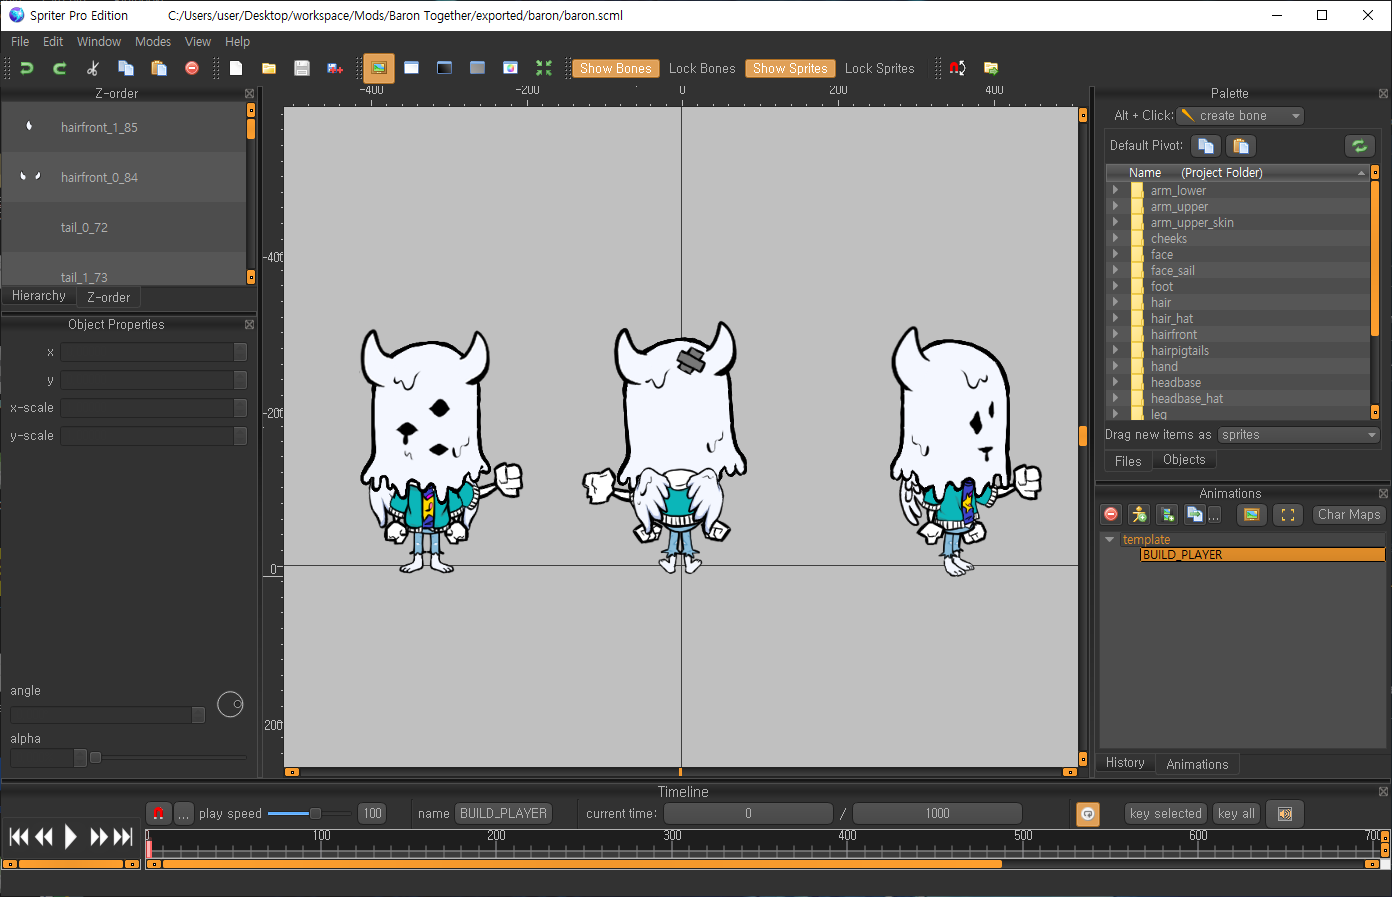 Spriter Pro Edition C:/Users/user/Desktop/workspace/Mods/Baron Together/exported/baron/baron.scml
File Edit Window Modes View Help
Show Bones Lock Bones Show Sprites Lock Sprites
Z-order
hairfront_1_85
hairfront_0_84
tail_0_72
tail_1_73
Hierarchy Z-order
Object Properties
x
y
x-scale
y-scale
angle
alpha
-400 -200 0 200 400
-400
-200
0
200
Palette
Alt + Click: create bone
Default Pivot:
Name (Project Folder)
arm_lower
arm_upper
arm_upper_skin
cheeks
face
face_sail
foot
hair
hair_hat
hairfront
hairpigtails
hand
headbase
headbase_hat
leg
Drag new items as sprites
Files Objects
Animations
... Char Maps
template
BUILD_PLAYER
History Animations
Timeline
... play speed 100 name BUILD_PLAYER current time: 0 / 1000 key selected key all
0 100 200 300 400 500 600 700